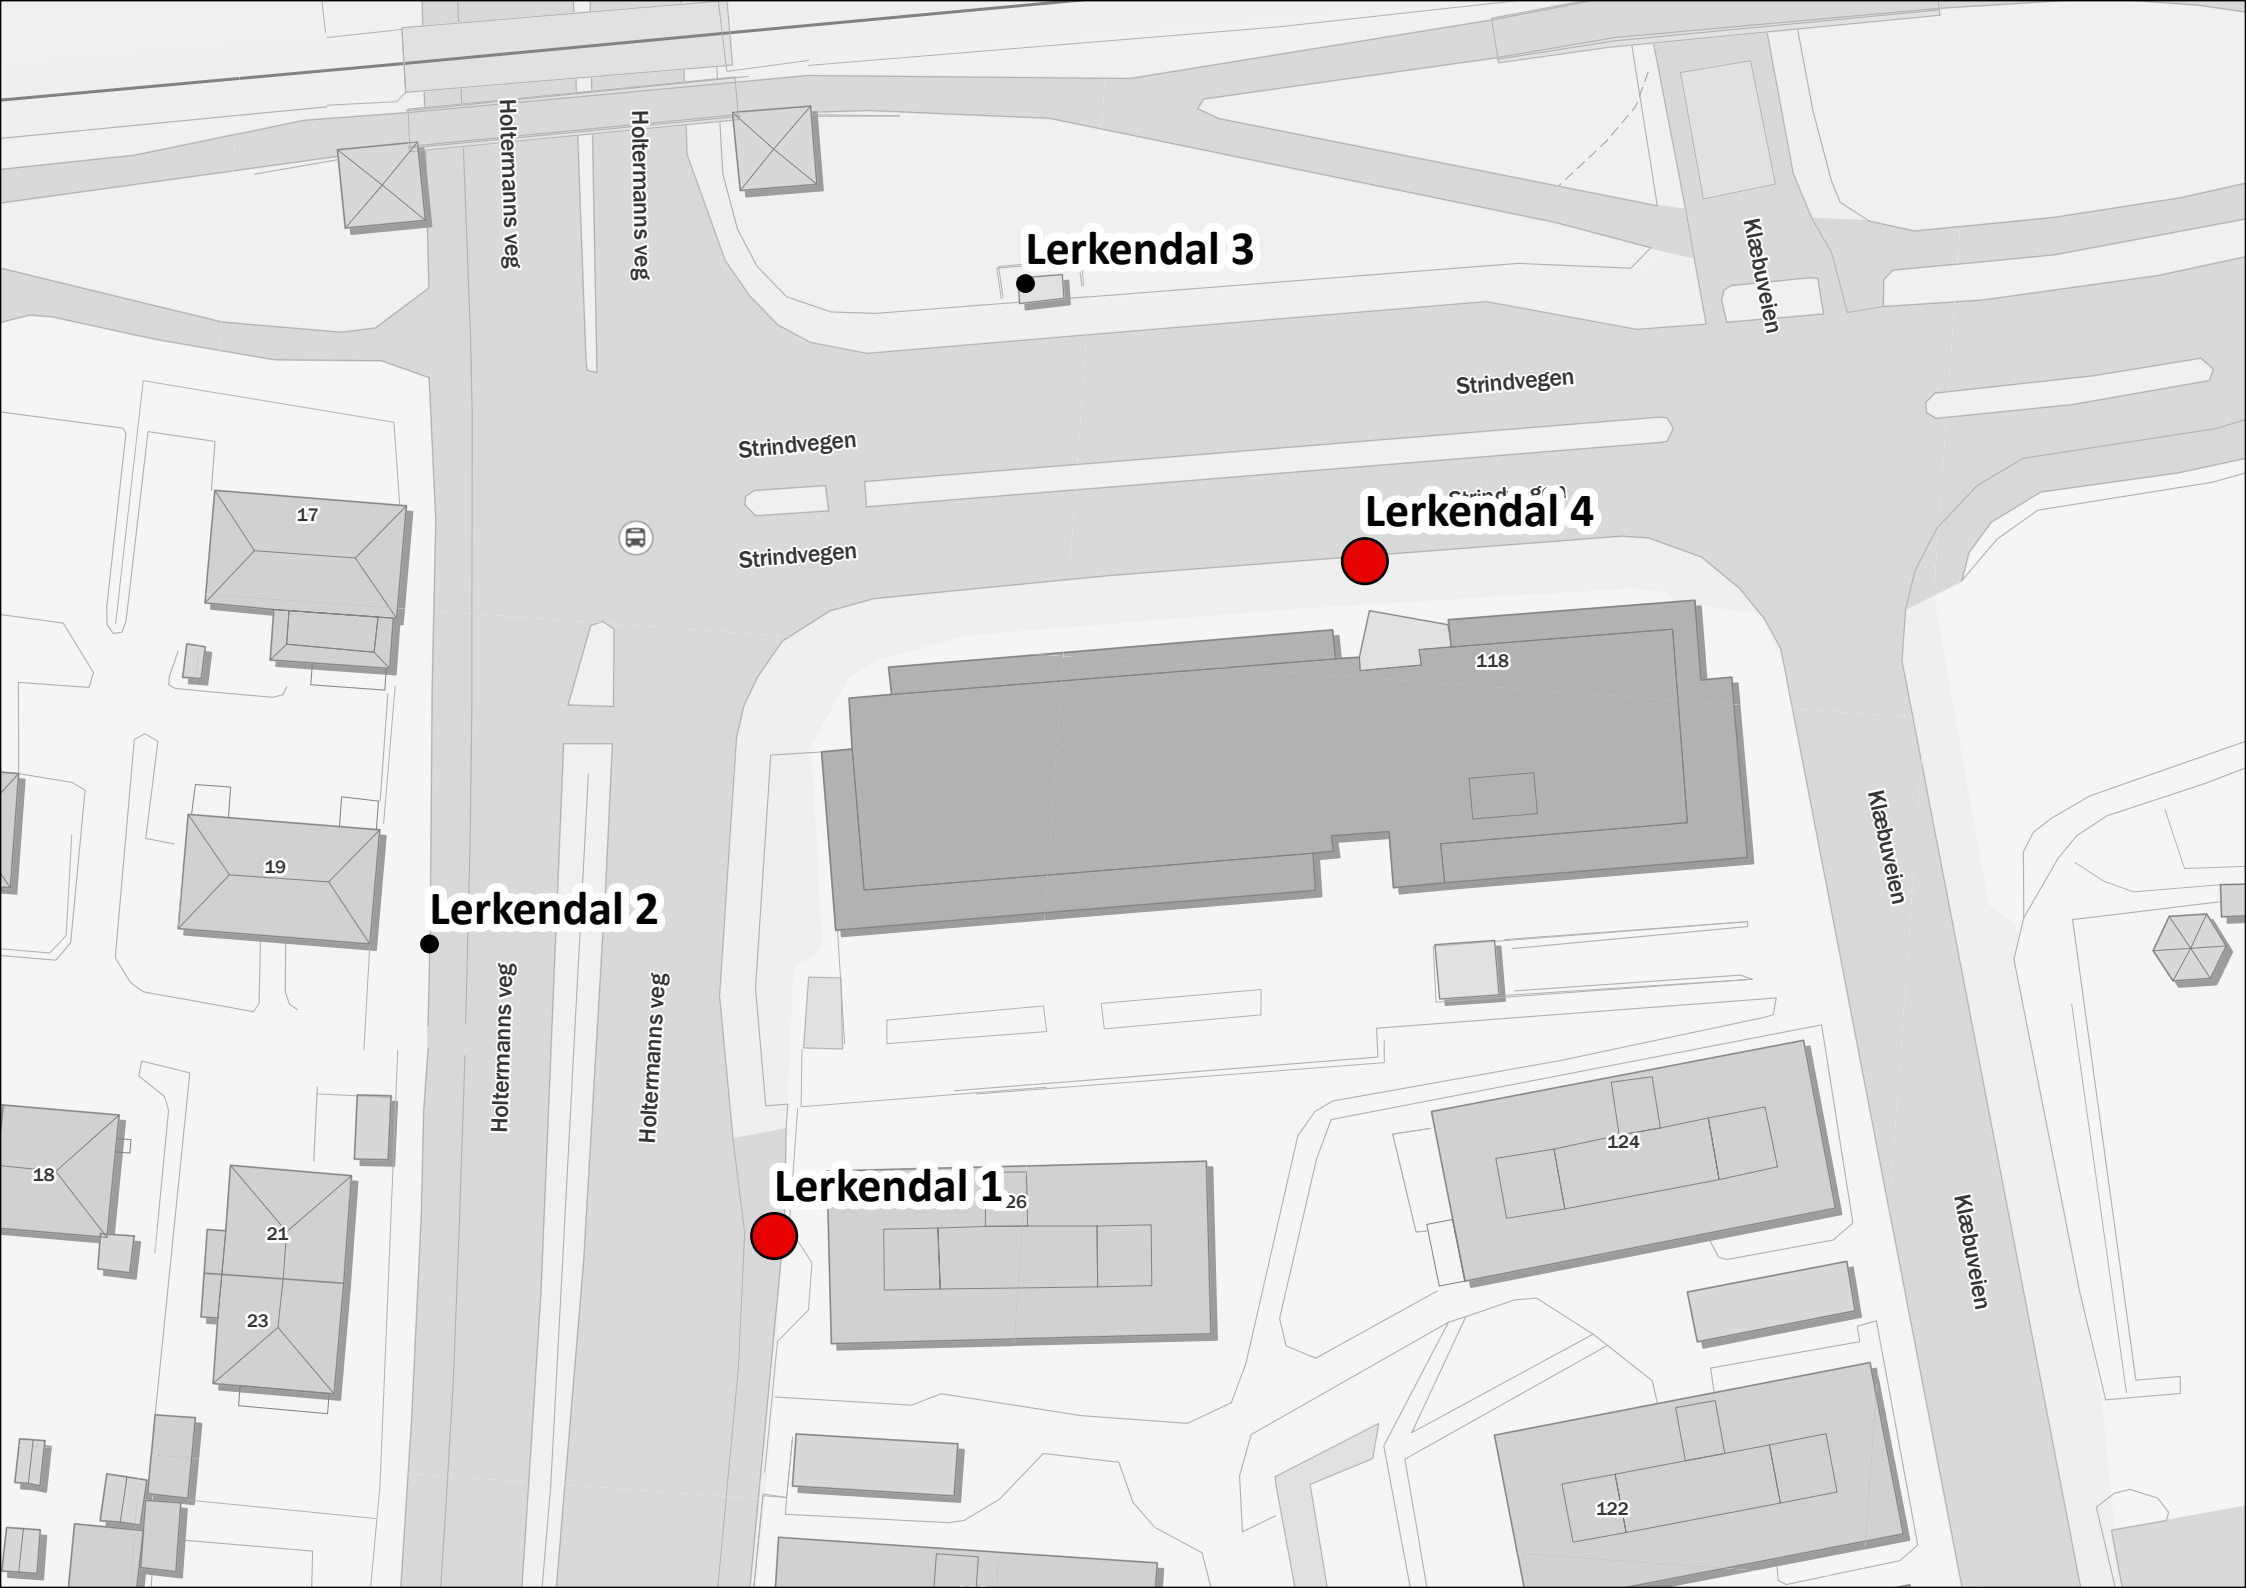 Holtermanns veg
Holtermanns veg
Lerkendal 3
Klæbuveien
Strindvegen
Strindvegen
Strindvegen
Lerkendal 4
Strindvegen
17
118
Klæbuveien
19
Lerkendal 2
Holtermanns veg
Holtermanns veg
124
18
Lerkendal 1
26
21
Klæbuveien
23
122